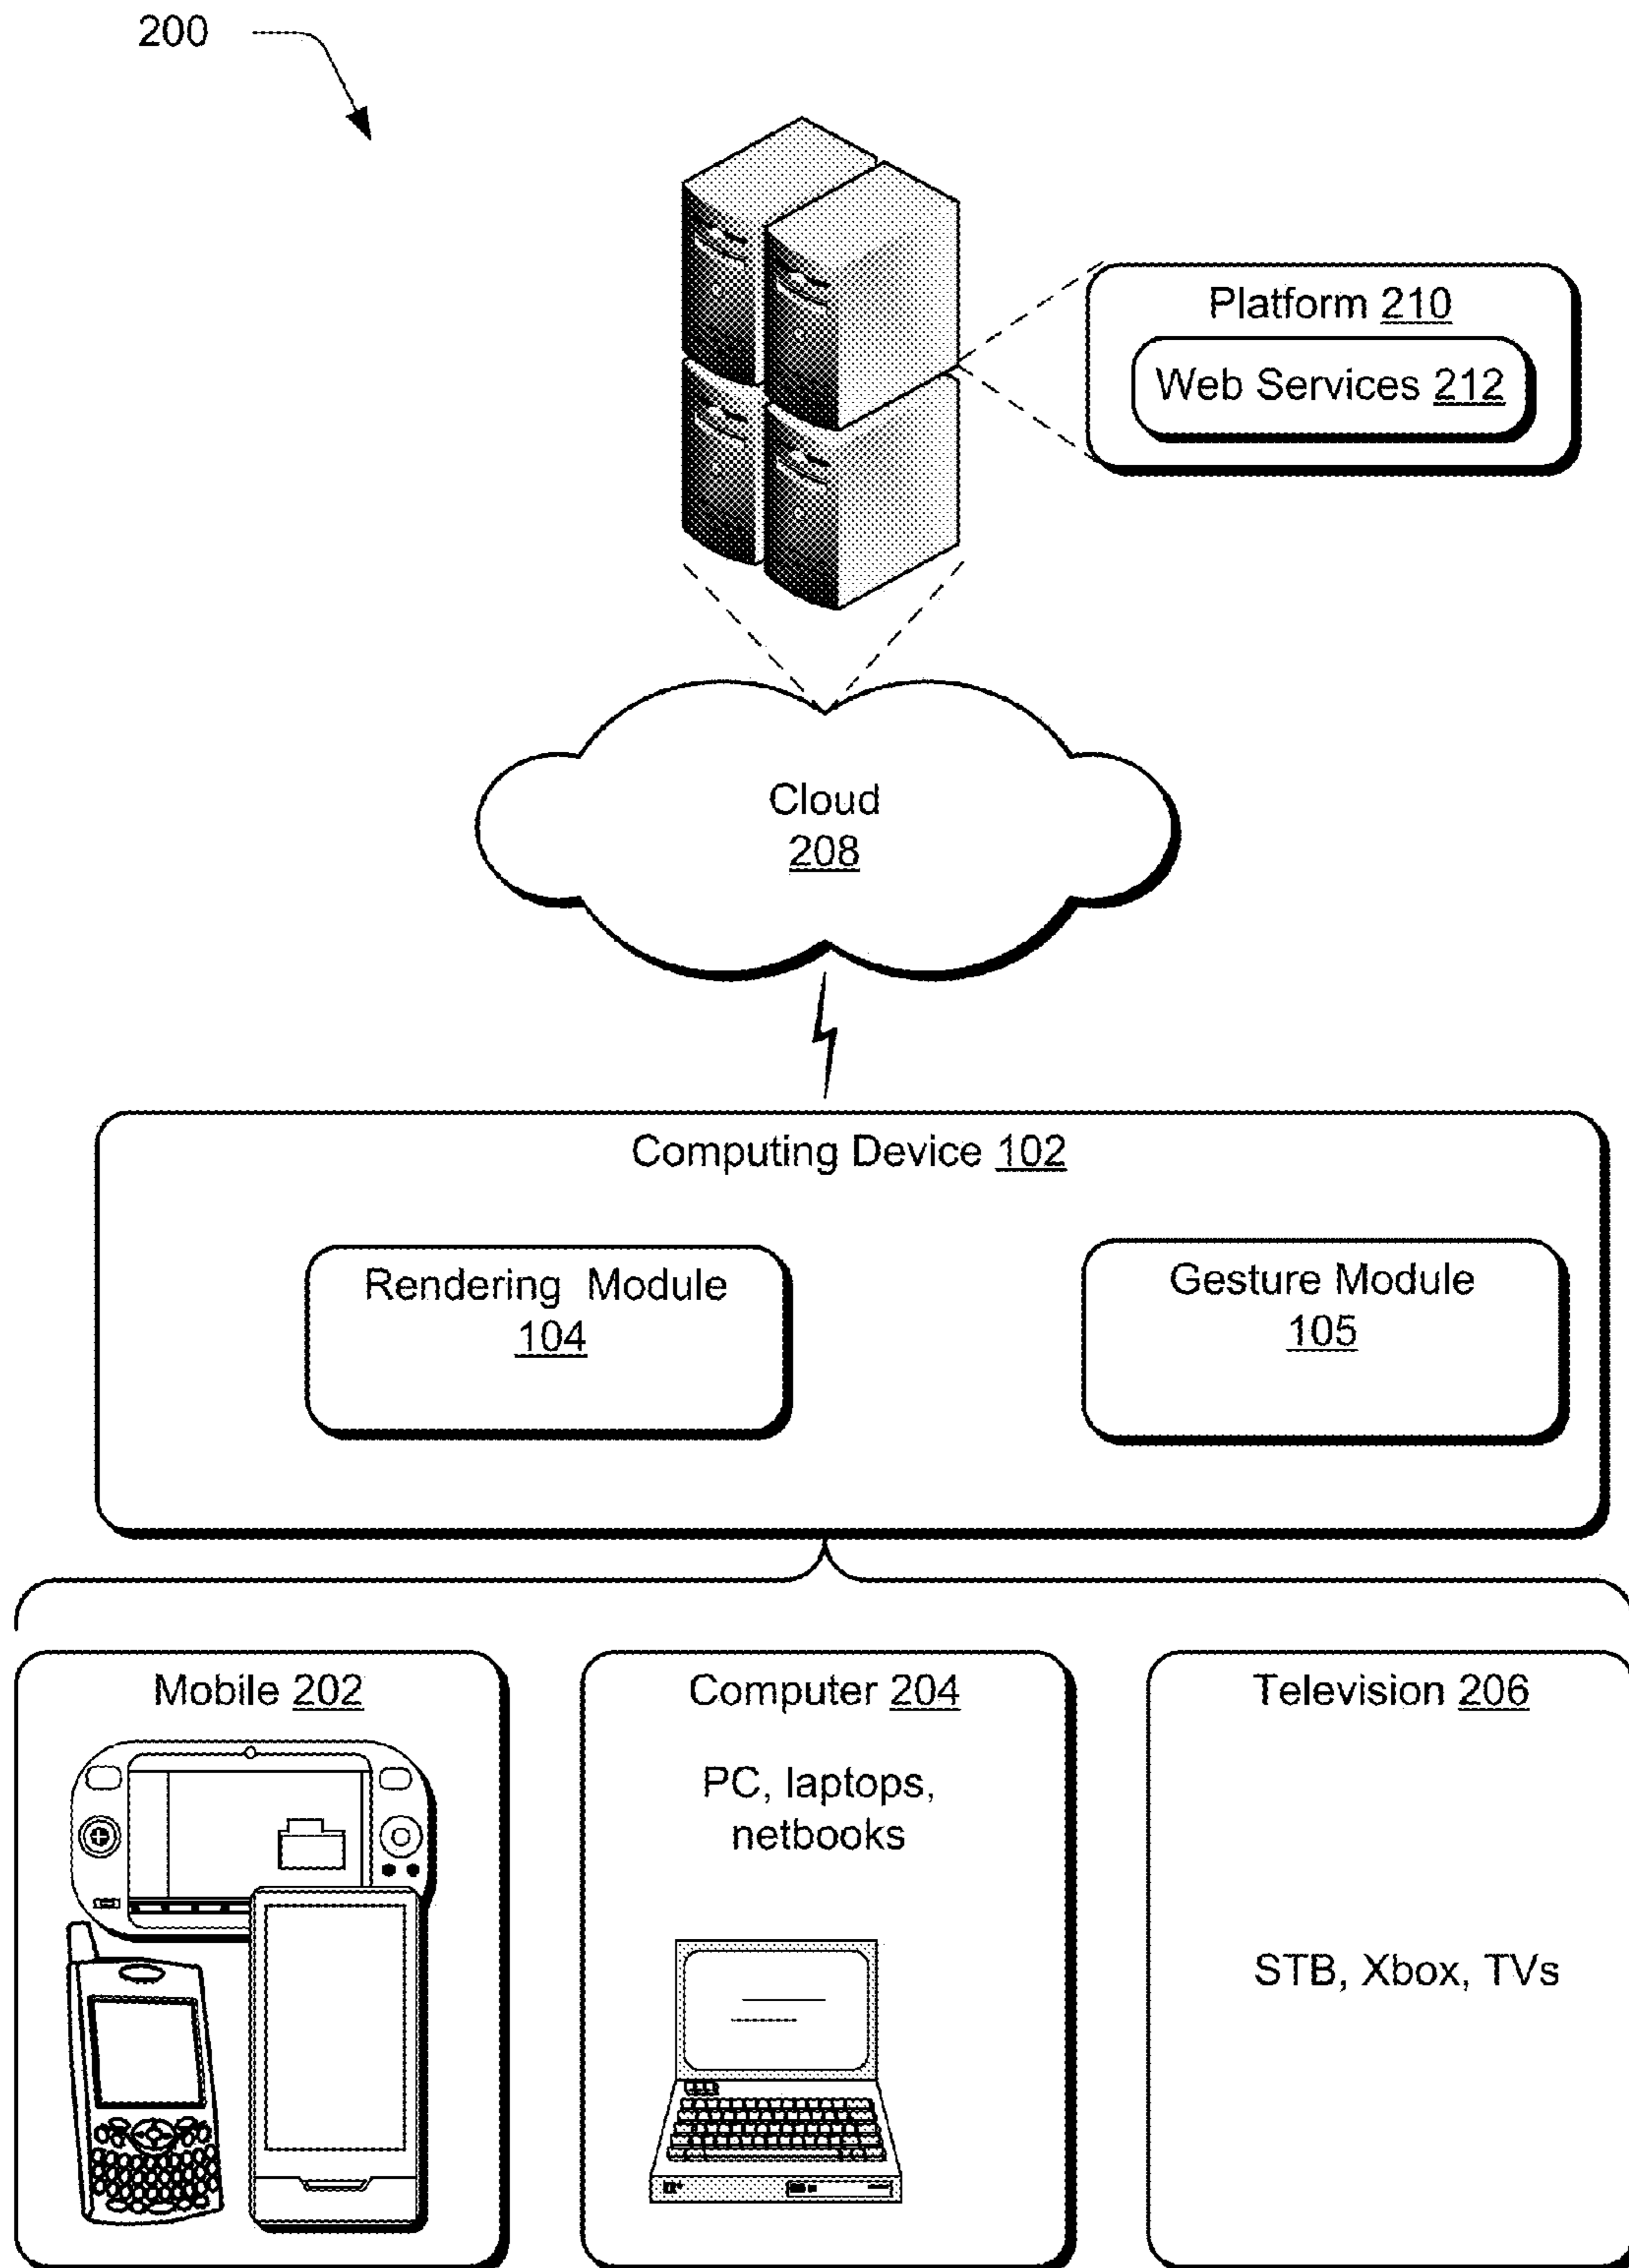 200
Platform 210
Web Services 212
Cloud
208
Computing Device 102
Rendering Module
104
Gesture Module
105
Mobile 202
Computer 204
PC, laptops,
netbooks
Television 206
STB, Xbox, TVs